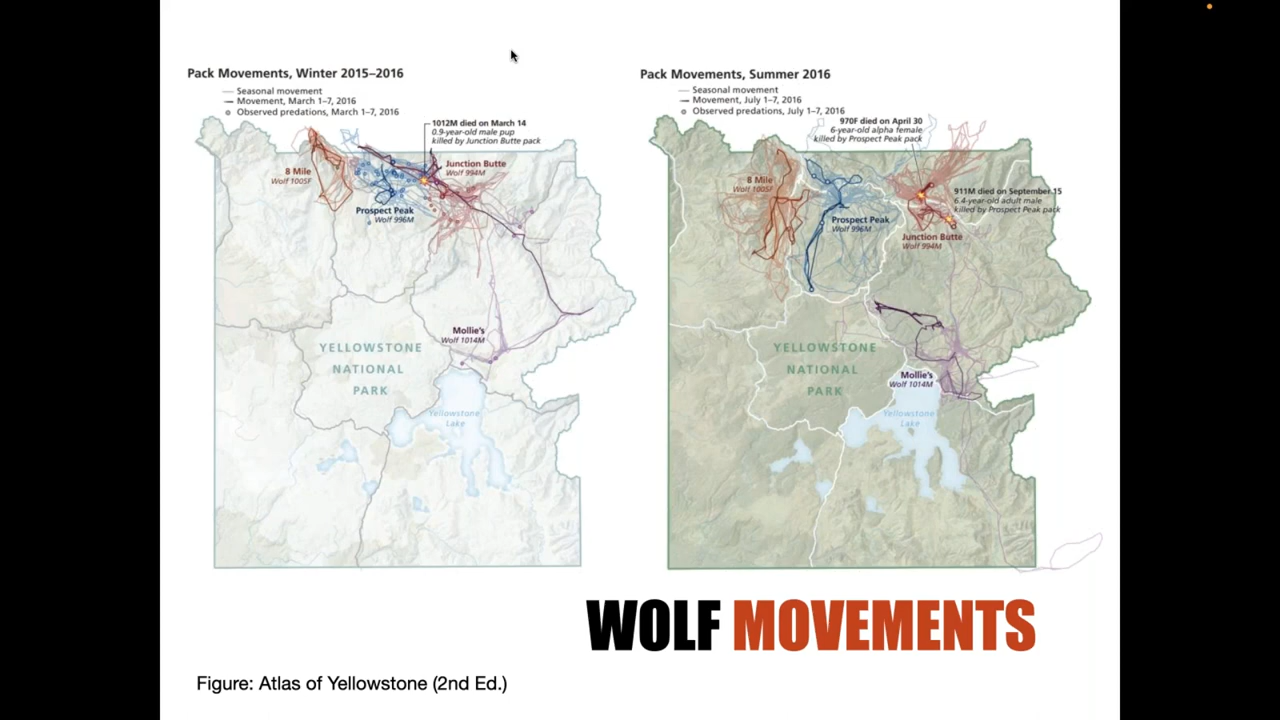 Pack Movements, Winter 2015–2016
Seasonal movement
Movement, March 1–7, 2016
Observed predations, March 1–7, 2016
1012M died on March 14
0.9-year-old male pup
killed by Junction Butte pack
8 Mile
Wolf 1005F
Junction Butte
Wolf 994M
Prospect Peak
Wolf 996M
Mollie's
Wolf 1014M
YELLOWSTONE
NATIONAL
PARK
Yellowstone
Lake
Pack Movements, Summer 2016
Seasonal movement
Movement, July 1–7, 2016
Observed predations, July 1–7, 2016
970F died on April 30
6-year-old alpha female
killed by Prospect Peak pack
8 Mile
Wolf 1005F
911M died on September 15
6.4-year-old adult male
killed by Prospect Peak pack
Prospect Peak
Wolf 996M
Junction Butte
Wolf 994M
YELLOWSTONE
NATIONAL
PARK
Mollie's
Wolf 1014M
Yellowstone
Lake
WOLF MOVEMENTS
Figure: Atlas of Yellowstone (2nd Ed.)